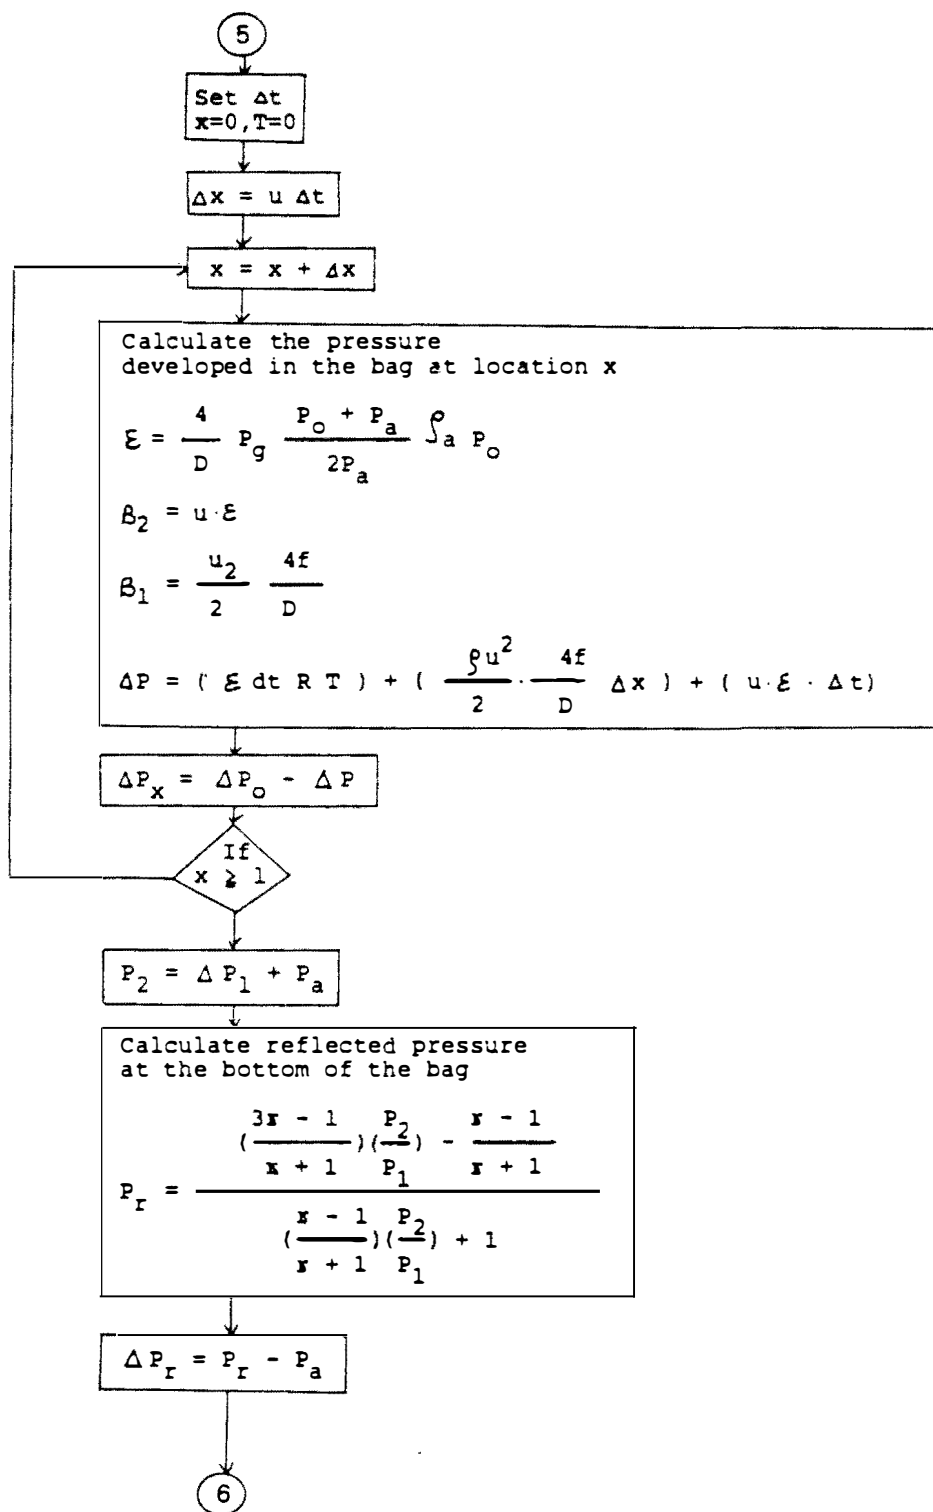 5
Set Δt
x=0,T=0
Δx = u Δt
x = x + Δx
Calculate the pressure
developed in the bag at location x
ε = 4/D P_g (P_o + P_a)/(2P_a) ρ_a P_o
β_2 = u·ε
β_1 = u_2/2 4f/D
ΔP = ( ε dt R T ) + ( ρu^2/2 · 4f/D Δx ) + ( u·ε · Δt)
ΔP_x = ΔP_o - ΔP
If
x ≥ 1
P_2 = ΔP_1 + P_a
Calculate reflected pressure
at the bottom of the bag
P_r = ((3γ - 1)/(γ + 1))(P_2/P_1) - (γ - 1)/(γ + 1) / ((γ - 1)/(γ + 1))(P_2/P_1) + 1
ΔP_r = P_r - P_a
6